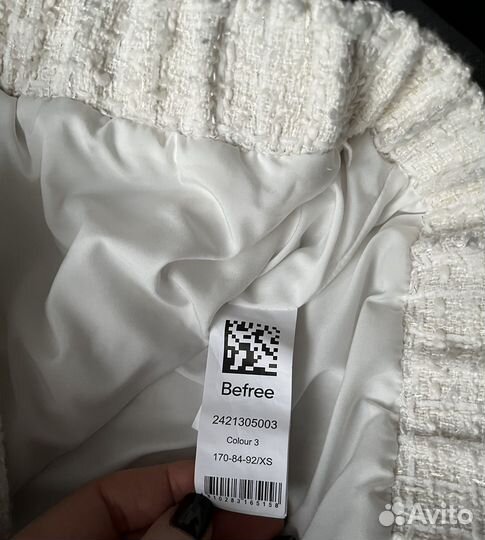 Befree
2421305003
Colour 3
170-84-92/XS
Avito